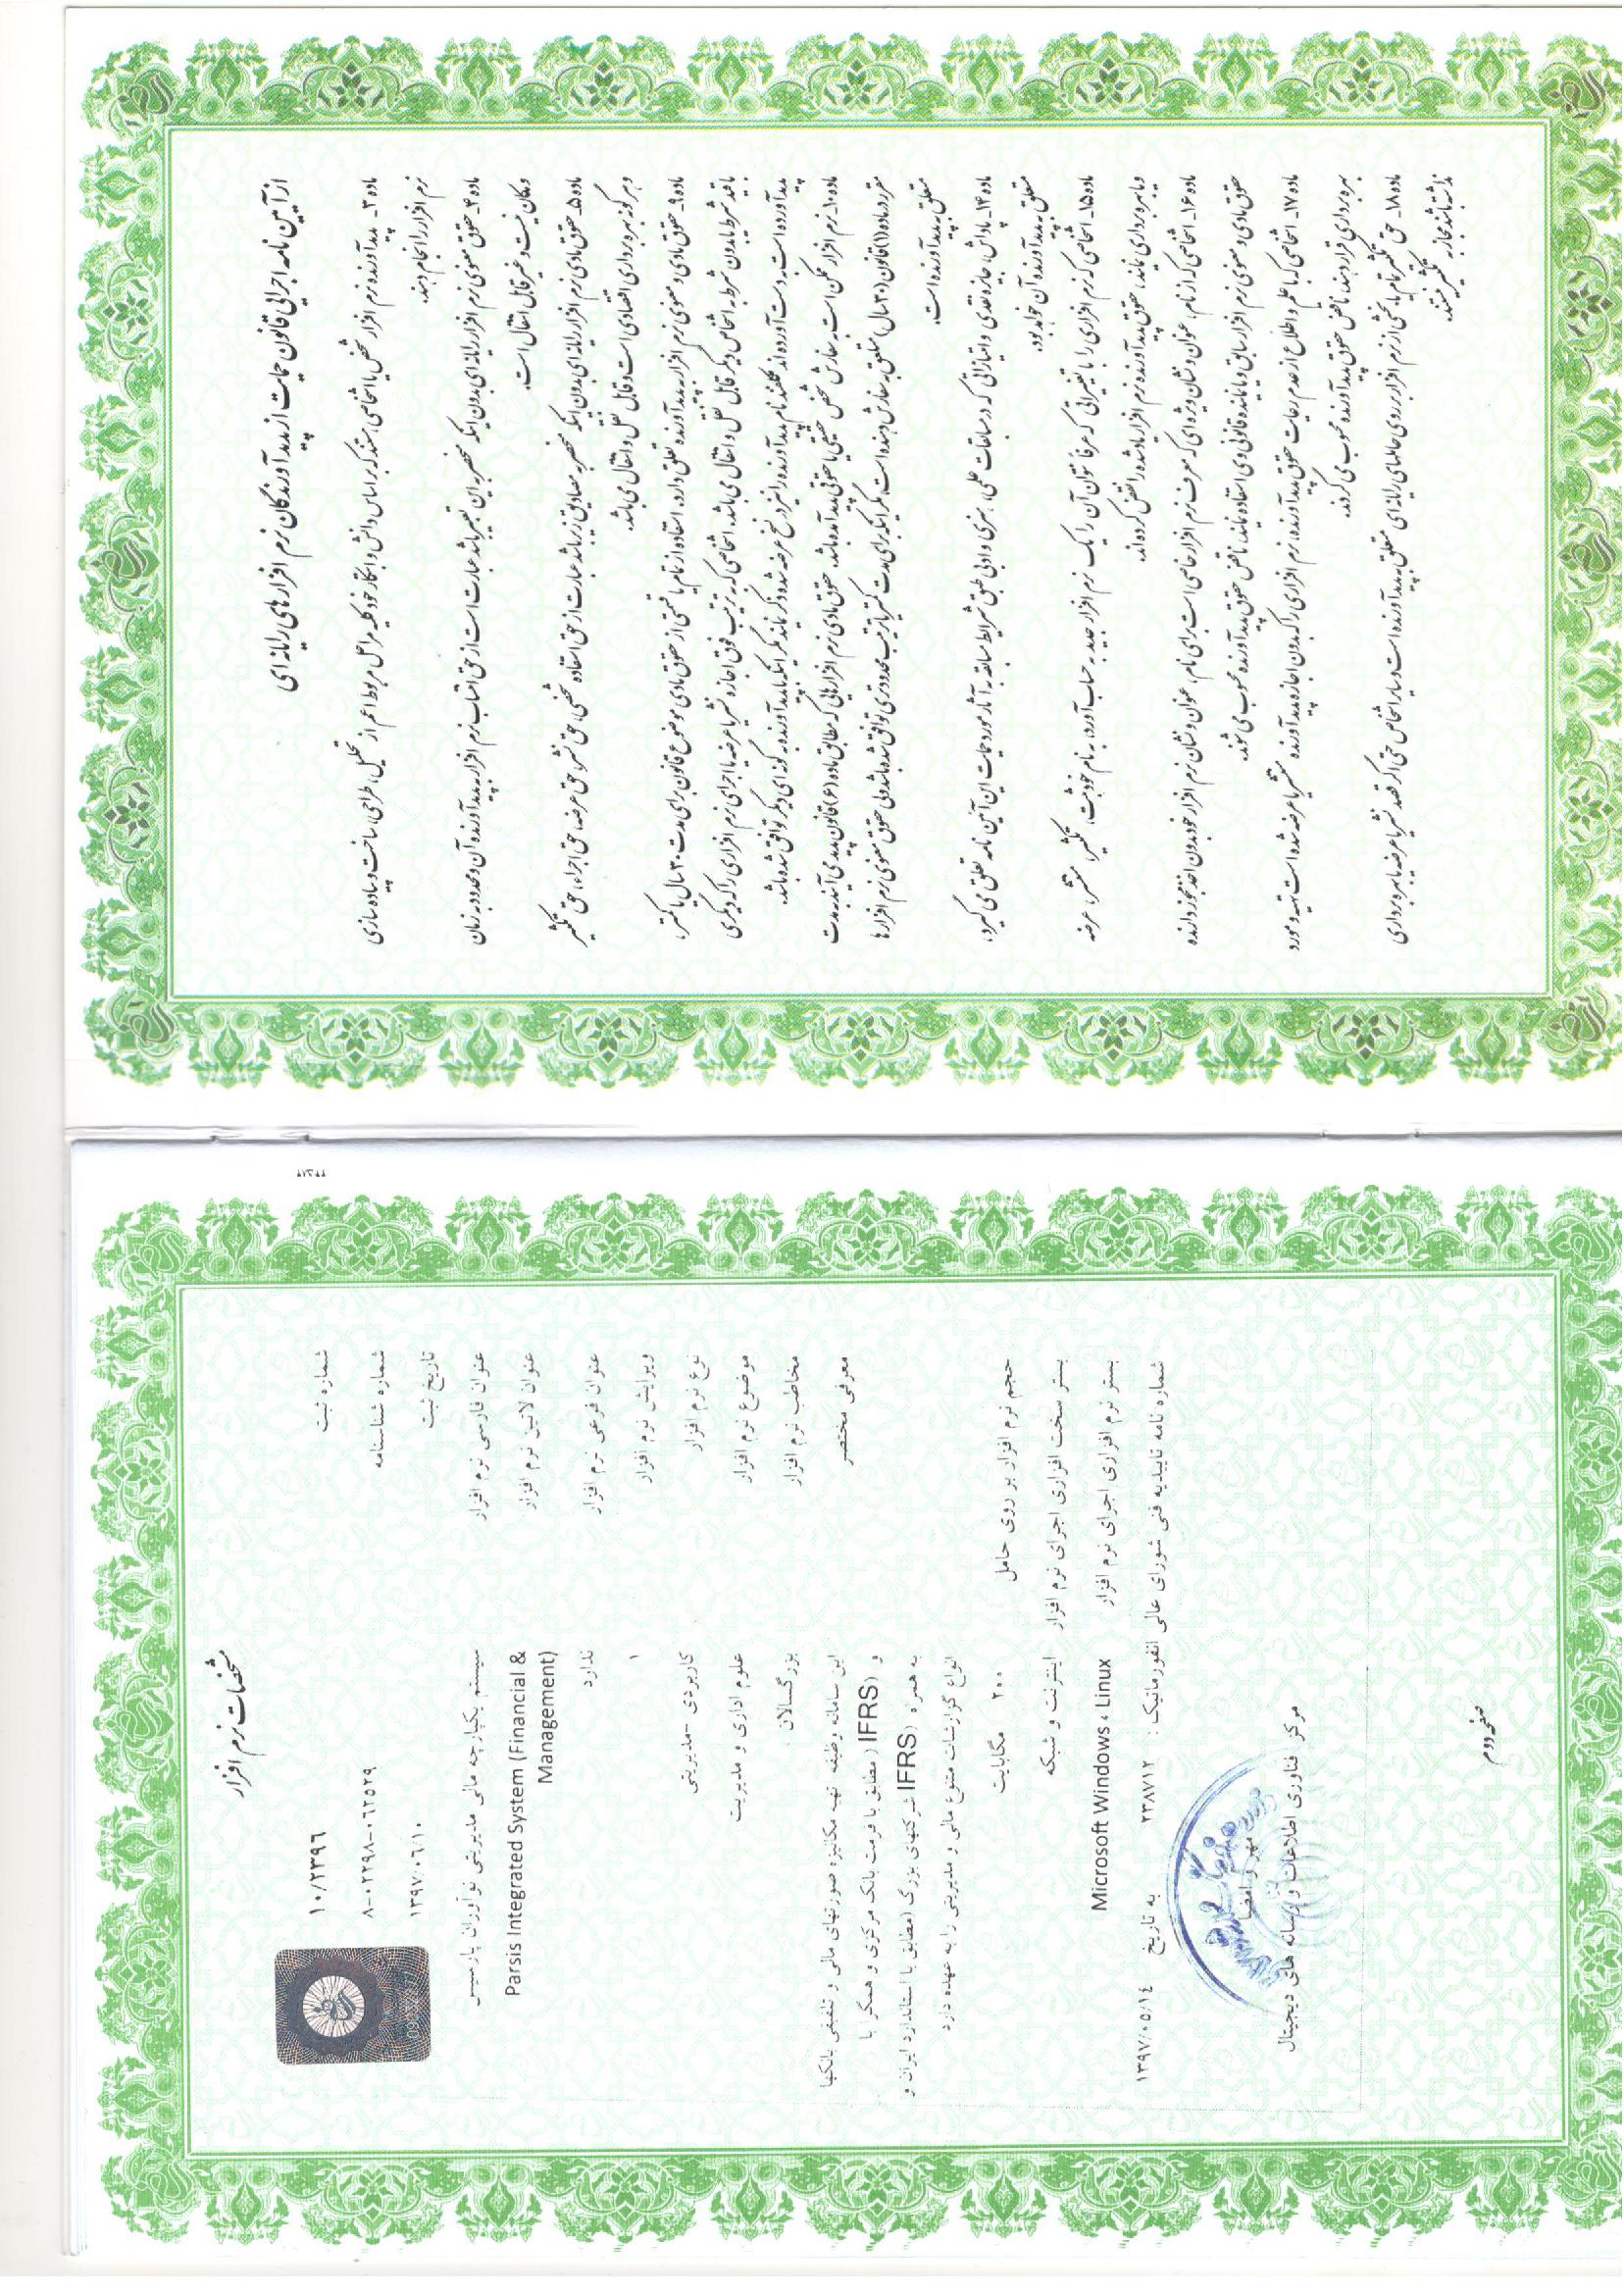 از آیین نامه اجرایی قانون حمایت از پدید آورندگان نرم افزار های رایانه ای
ماده ۳ـ پدیدآورنده نرم افزار شخص یا اشخاصی هستند که بر اساس دانش و ابتکار خود کلیه مراحل مربوط اعم از تحلیل، طراحی، ساخت و پیاده سازی
نرم افزار را انجام دهند.
ماده ۴ـ حقوق معنوی نرم افزار رایانه ای بدون اینکه منحصر به این تعبیر باشد عبارت است از حق انتساب نرم افزار به پدیدآورنده آن و محدود به زمان
و مکان نیست و غیر قابل انتقال است.
ماده ۵ـ حقوق مادی نرم افزار رایانه ای بدون اینکه منحصر به مصادیق زیر باشد عبارت از حق استفاده شخصی، حق نشر، حق عرضه، حق اجراء، حق تکثیر
و هر گونه بهره برداری اقتصادی است و قابل نقل و انتقال می باشد.
ماده ۹ـ حقوق مادی و معنوی نرم افزار به پدیدآورنده تعلق دارد. استفاده از تمام یا قسمتی از حقوق مادی موضوع قانون برای مدت ۳۰ سال یا کمتر،
با قید شرط یا بدون شرط به اشخاص دیگر قابل نقل و انتقال می باشد. اشخاصی که به ترتیب فوق اجازه نشر یا عرضه یا اجرای نرم افزاری را که دیگری
پدیدآورده است به دست آورده اند مکلفند نام پدیدآورنده را نیز در نسخ عرضه شده ذکر نمایند مگر اینکه با پدیدآورنده به گونه ای دیگر توافق شده باشد.
ماده ۱۰ـ نرم افزار ممکن است به سفارش شخص حقیقی یا حقوقی پدید آمده باشد. حقوق مادی نرم افزارهایی که مطابق ماده (۶) قانون پدید می آیند به مدت
مقرر در ماده (۱) قانون (۳۰ سال) متعلق به سفارش دهنده است، مگر اینکه برای مدت کمتر یا ترتیب محدودتری توافق شده باشد ولی حقوق معنوی نرم افزار ها
متعلق به پدیدآورنده است.
ماده ۱۴ـ پاداش، جایزه نقدی و امتیازاتی که در مسابقات علمی، هنری و ادبی طبق شرایط مسابقه به آثار مورد حمایت این آئین نامه تعلق می گیرد،
متعلق به پدیدآورنده آن خواهد بود.
ماده ۱۵ـ اشخاصی که نرم افزاری را با تغییراتی که عرفاً نتوان آن را یک نرم افزار جدید به حساب آورد، به نام خود ثبت، تکثیر، منتشر، عرضه
و یا بهره برداری نمایند، حقوق پدیدآورنده نرم افزار یادشده را نقض کرده اند.
ماده ۱۶ـ اشخاصی که از نام، عنوان و نشان ویژه ای که معرف نرم افزار خاصی است برای نام، عنوان و نشان نرم افزار خود بدون اخذ مجوز دارنده
حقوق مادی و معنوی نرم افزار سابق و یا نماینده قانونی وی استفاده نمایند، ناقض حقوق پدیدآورنده محسوب می شوند.
ماده ۱۷ـ اشخاصی که با علم و اطلاع از عدم رعایت حقوق پدیدآورنده، نرم افزاری را که بدون اجازه پدیدآورنده منتشر یا عرضه شده است تهیه و مورد
بهره برداری قرار دهند، ناقض حقوق پدیدآورنده محسوب می گردند.
ماده ۱۸ـ حق تکثیر تمام یا بخشی از نرم افزار بر روی حاملهای رایانه ای متعلق به پدیدآورنده است و سایر اشخاص حتی اگر قصد نشر یا عرضه یا بهره برداری
نداشته باشند مجاز به تکثیر نیستند.
مشخصات نرم افزار
شماره ثبت ۱۰/۲۳۹۶
شماره شناسنامه ۸-۰۲۲۹۸-۰۶۲۵۲۹
09032377
تاریخ ثبت ۱۳۹۷/۰۶/۱۰
عنوان فارسی نرم افزار سیستم یکپارچه مالی مدیریتی نوآوران پارسیس
عنوان لاتین نرم افزار Parsis Integrated System (Financial &
Management)
عنوان فرعی نرم افزار ندارد
ویرایش نرم افزار ۱
نوع نرم افزار کاربردی -مدیریتی
موضوع نرم افزار علوم اداری و مدیریت
مخاطب نرم افزار بزرگسالان
معرفی مختصر این سامانه وظیفه تهیه مکانیزه صورتهای مالی و تلفیقی بانکها
و (IFRS ( مطابق با فرمت بانک مرکزی و همگرا با
به همراه (IFRS شرکتهای بزرگ (مطابق با استاندارد ایران و
انواع گزارشات متنوع مالی و مدیریتی را به عهده دارد
حجم نرم افزار بر روی حامل ۲۰۰ مگابایت
بستر سخت افزاری اجرای نرم افزار اینترنت و شبکه
بستر نرم افزاری اجرای نرم افزار Microsoft Windows ، Linux
شماره نامه تاییدیه فنی شورای عالی انفورماتیک : ۲۳۸۷۱۲ به تاریخ ۱۳۹۷/۰۵/۱٤
مهر و امضا
مرکز فناوری اطلاعات و رسانه های دیجیتال
صفحه دوم